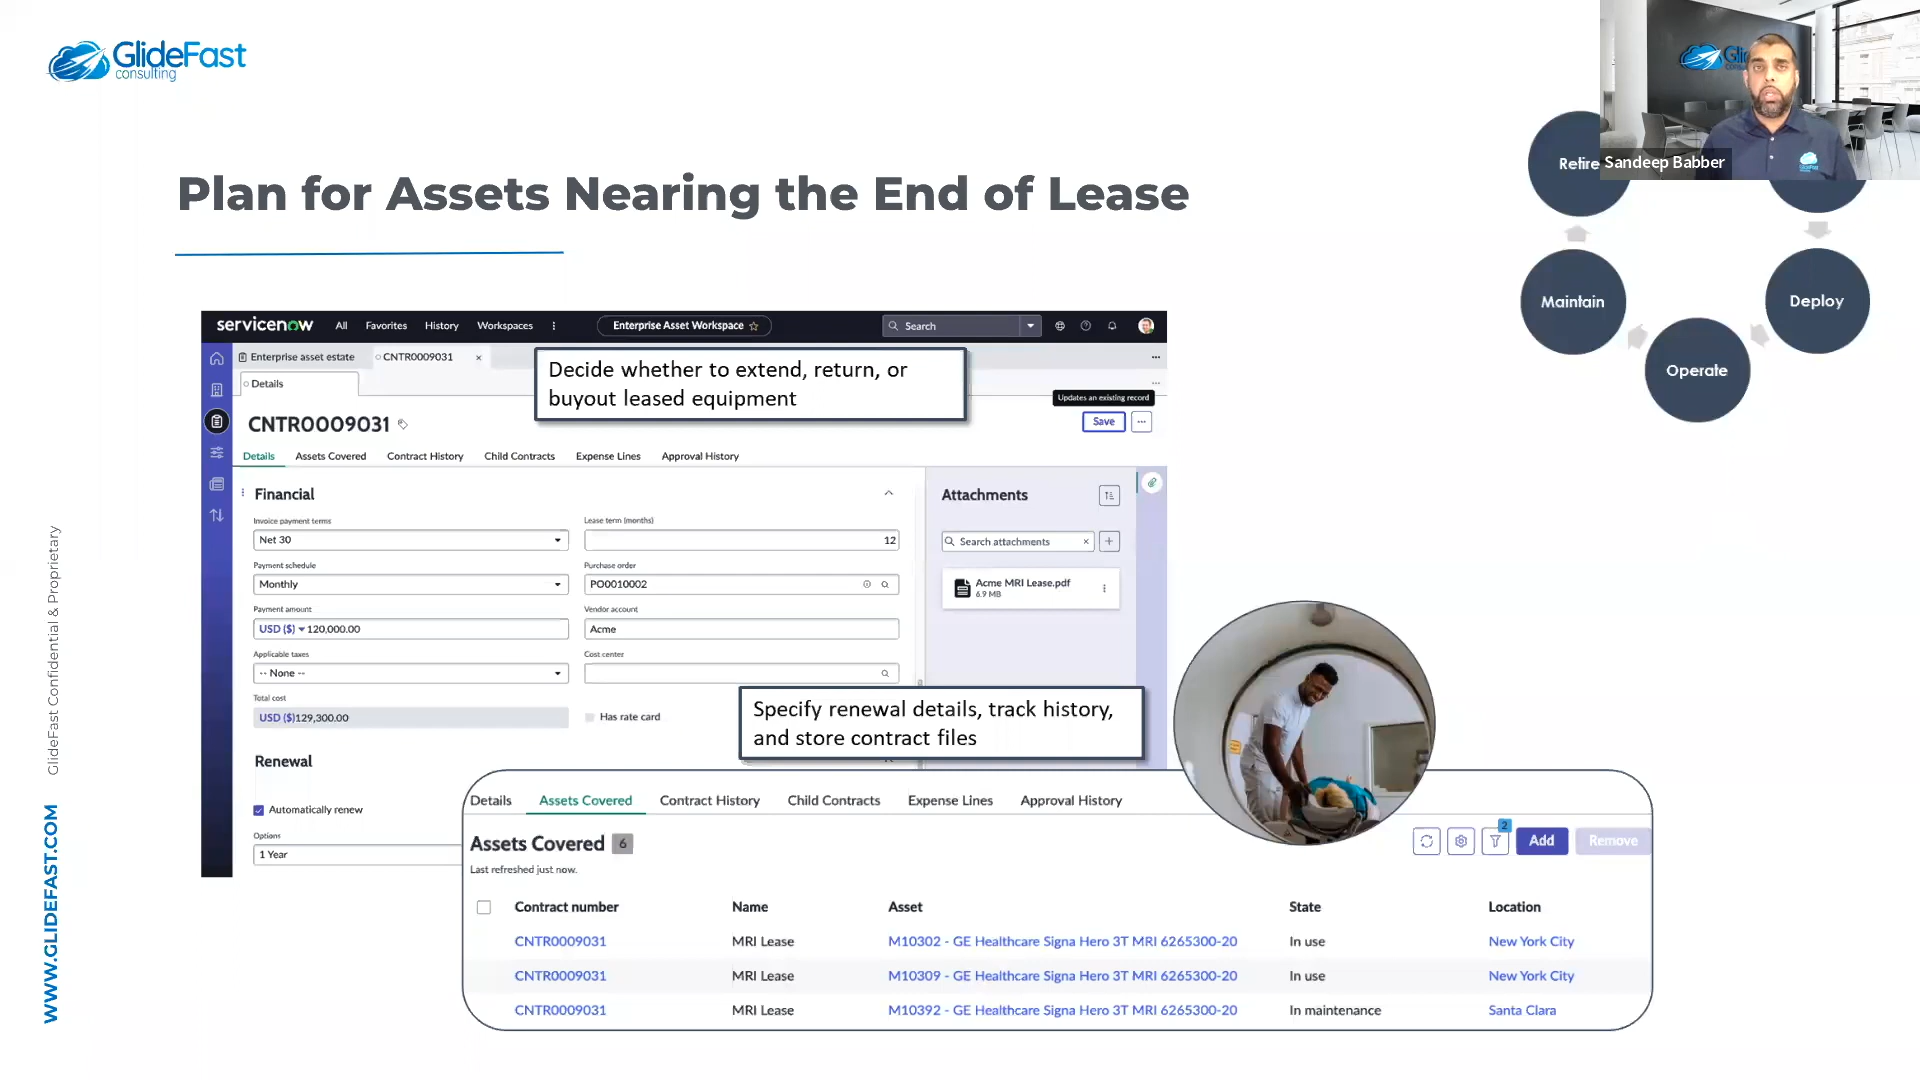 GlideFast
consulting
Gli
Sandeep Babber
Retire
Maintain
Deploy
Operate
Plan for Assets Nearing the End of Lease
servicenow
All
Favorites
History
Workspaces
Enterprise Asset Workspace
Search
Enterprise asset estate
CNTR0009031
Details
Decide whether to extend, return, or
buyout leased equipment
Updates an existing record
CNTR0009031
Save
Details
Assets Covered
Contract History
Child Contracts
Expense Lines
Approval History
Financial
Invoice payment terms
Net 30
Lease term (months)
12
Payment schedule
Monthly
Purchase order
PO0010002
Payment amount
USD ($) 120,000.00
Vendor account
Acme
Applicable taxes
-- None --
Cost center
Total cost
USD ($)129,300.00
Has rate card
Attachments
Search attachments
Acme MRI Lease.pdf
6.9 MB
Specify renewal details, track history,
and store contract files
Renewal
Automatically renew
Options
1 Year
Details
Assets Covered
Contract History
Child Contracts
Expense Lines
Approval History
Assets Covered 6
Last refreshed just now.
2
Add
Remove
Contract number Name Asset State Location
CNTR0009031 MRI Lease M10302 - GE Healthcare Signa Hero 3T MRI 6265300-20 In use New York City
CNTR0009031 MRI Lease M10309 - GE Healthcare Signa Hero 3T MRI 6265300-20 In use New York City
CNTR0009031 MRI Lease M10392 - GE Healthcare Signa Hero 3T MRI 6265300-20 In maintenance Santa Clara
WWW.GLIDEFAST.COM GlideFast Confidential & Proprietary